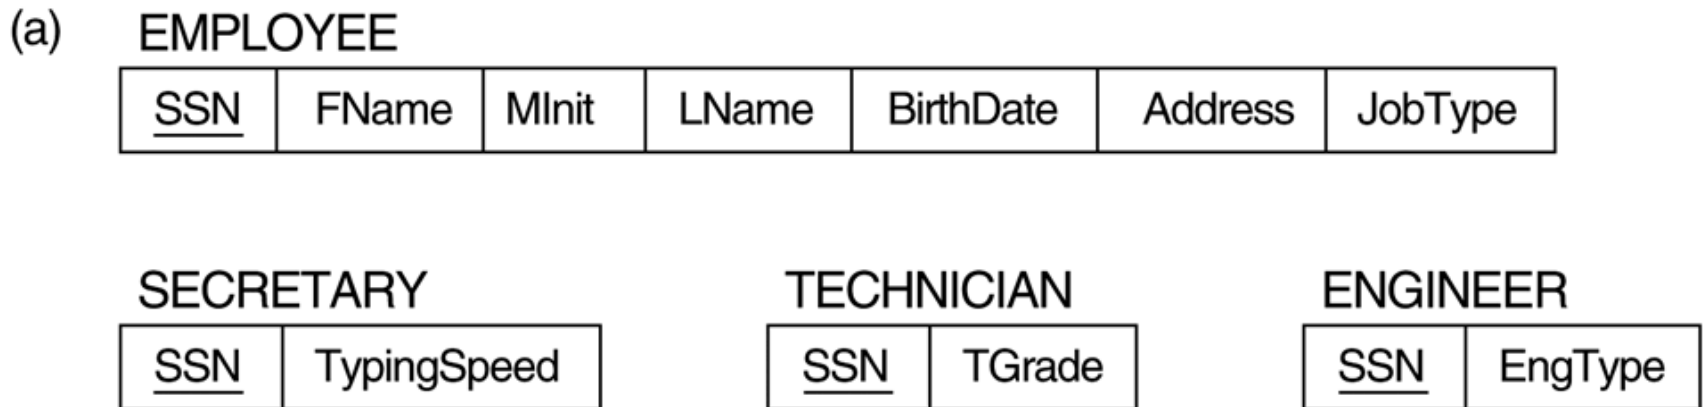 (a) EMPLOYEE
SSN FName MInit LName BirthDate Address JobType
SECRETARY TECHNICIAN ENGINEER
SSN TypingSpeed SSN TGrade SSN EngType